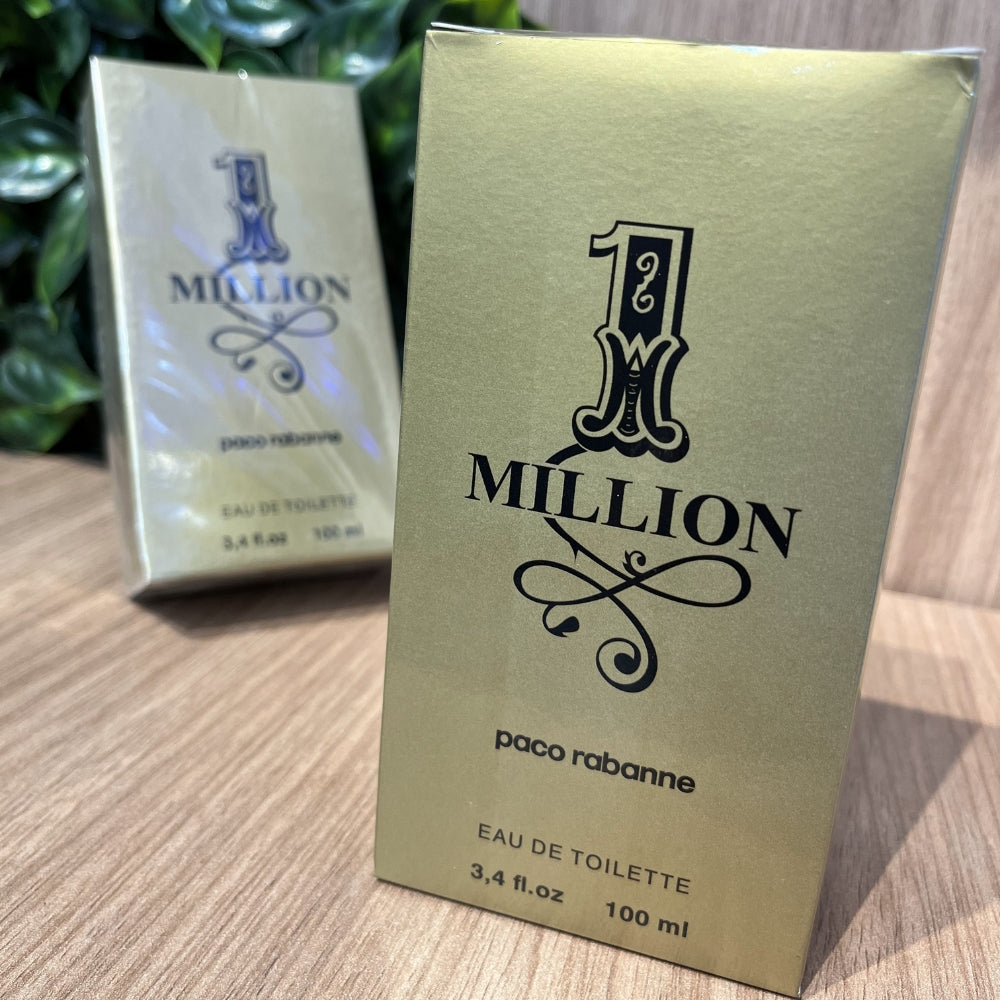 1
MILLION
paco rabanne
EAU DE TOILETTE
3,4 fl.oz 100 ml
1
MILLION
paco rabanne
EAU DE TOILETTE
3,4 fl.oz 100 ml